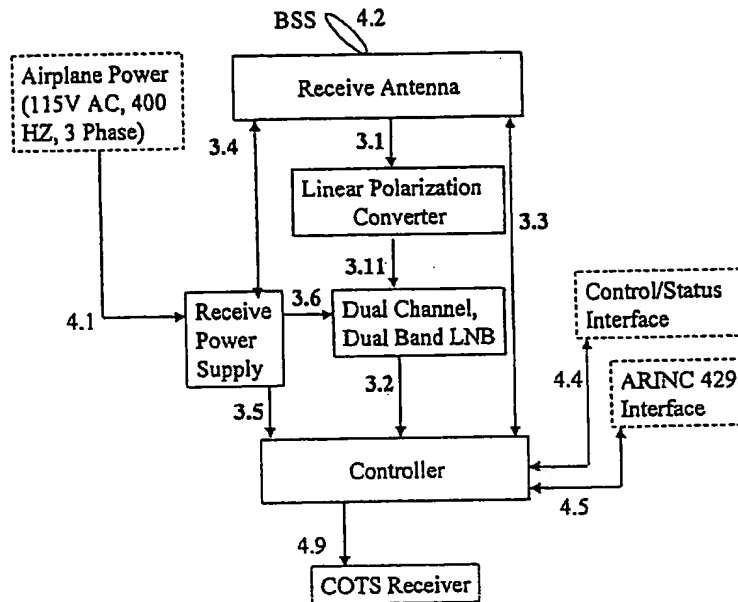 BSS
4.2
Airplane Power
(115V AC, 400
HZ, 3 Phase)
Receive Antenna
3.4
3.1
Linear Polarization
Converter
3.3
3.11
4.1
Receive
Power
Supply
3.6
Dual Channel,
Dual Band LNB
Control/Status
Interface
3.5
3.2
4.4
ARINC 429
Interface
Controller
4.5
4.9
COTS Receiver